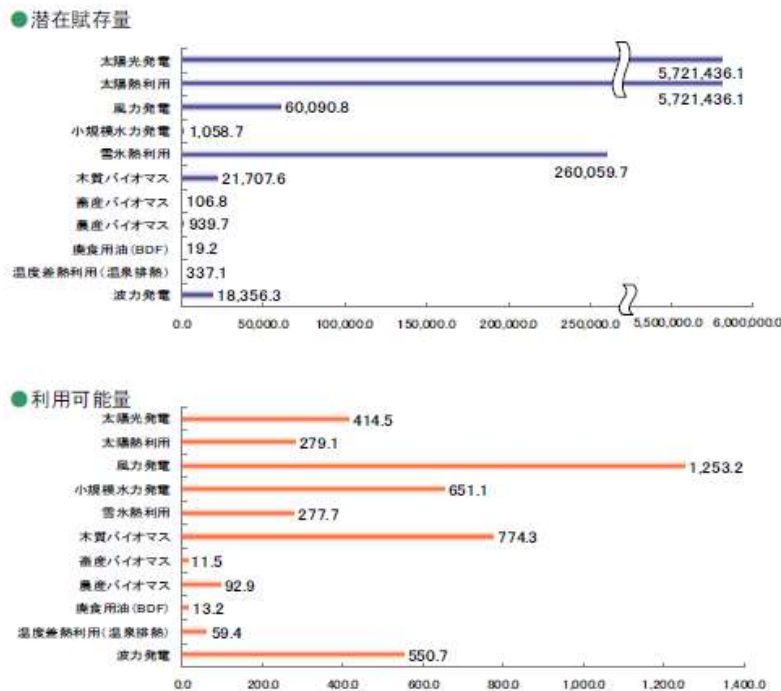 ●潜在賦存量
太陽光発電 5,721,436.1
太陽熱利用 5,721,436.1
風力発電 60,090.8
小規模水力発電 1,058.7
雪氷熱利用 260,059.7
木質バイオマス 21,707.6
畜産バイオマス 106.8
農産バイオマス 939.7
廃食用油(BDF) 19.2
温度差熱利用(温泉排熱) 337.1
波力発電 18,356.3
0.0 50,000.0 100,000.0 150,000.0 200,000.0 250,000.0 5,500,000.0 6,000,000.0
●利用可能量
太陽光発電 414.5
太陽熱利用 279.1
風力発電 1,253.2
小規模水力発電 651.1
雪氷熱利用 277.7
木質バイオマス 774.3
畜産バイオマス 11.5
農産バイオマス 92.9
廃食用油(BDF) 13.2
温度差熱利用(温泉排熱) 59.4
波力発電 550.7
0.0 200.0 400.0 600.0 800.0 1,000.0 1,200.0 1,400.0